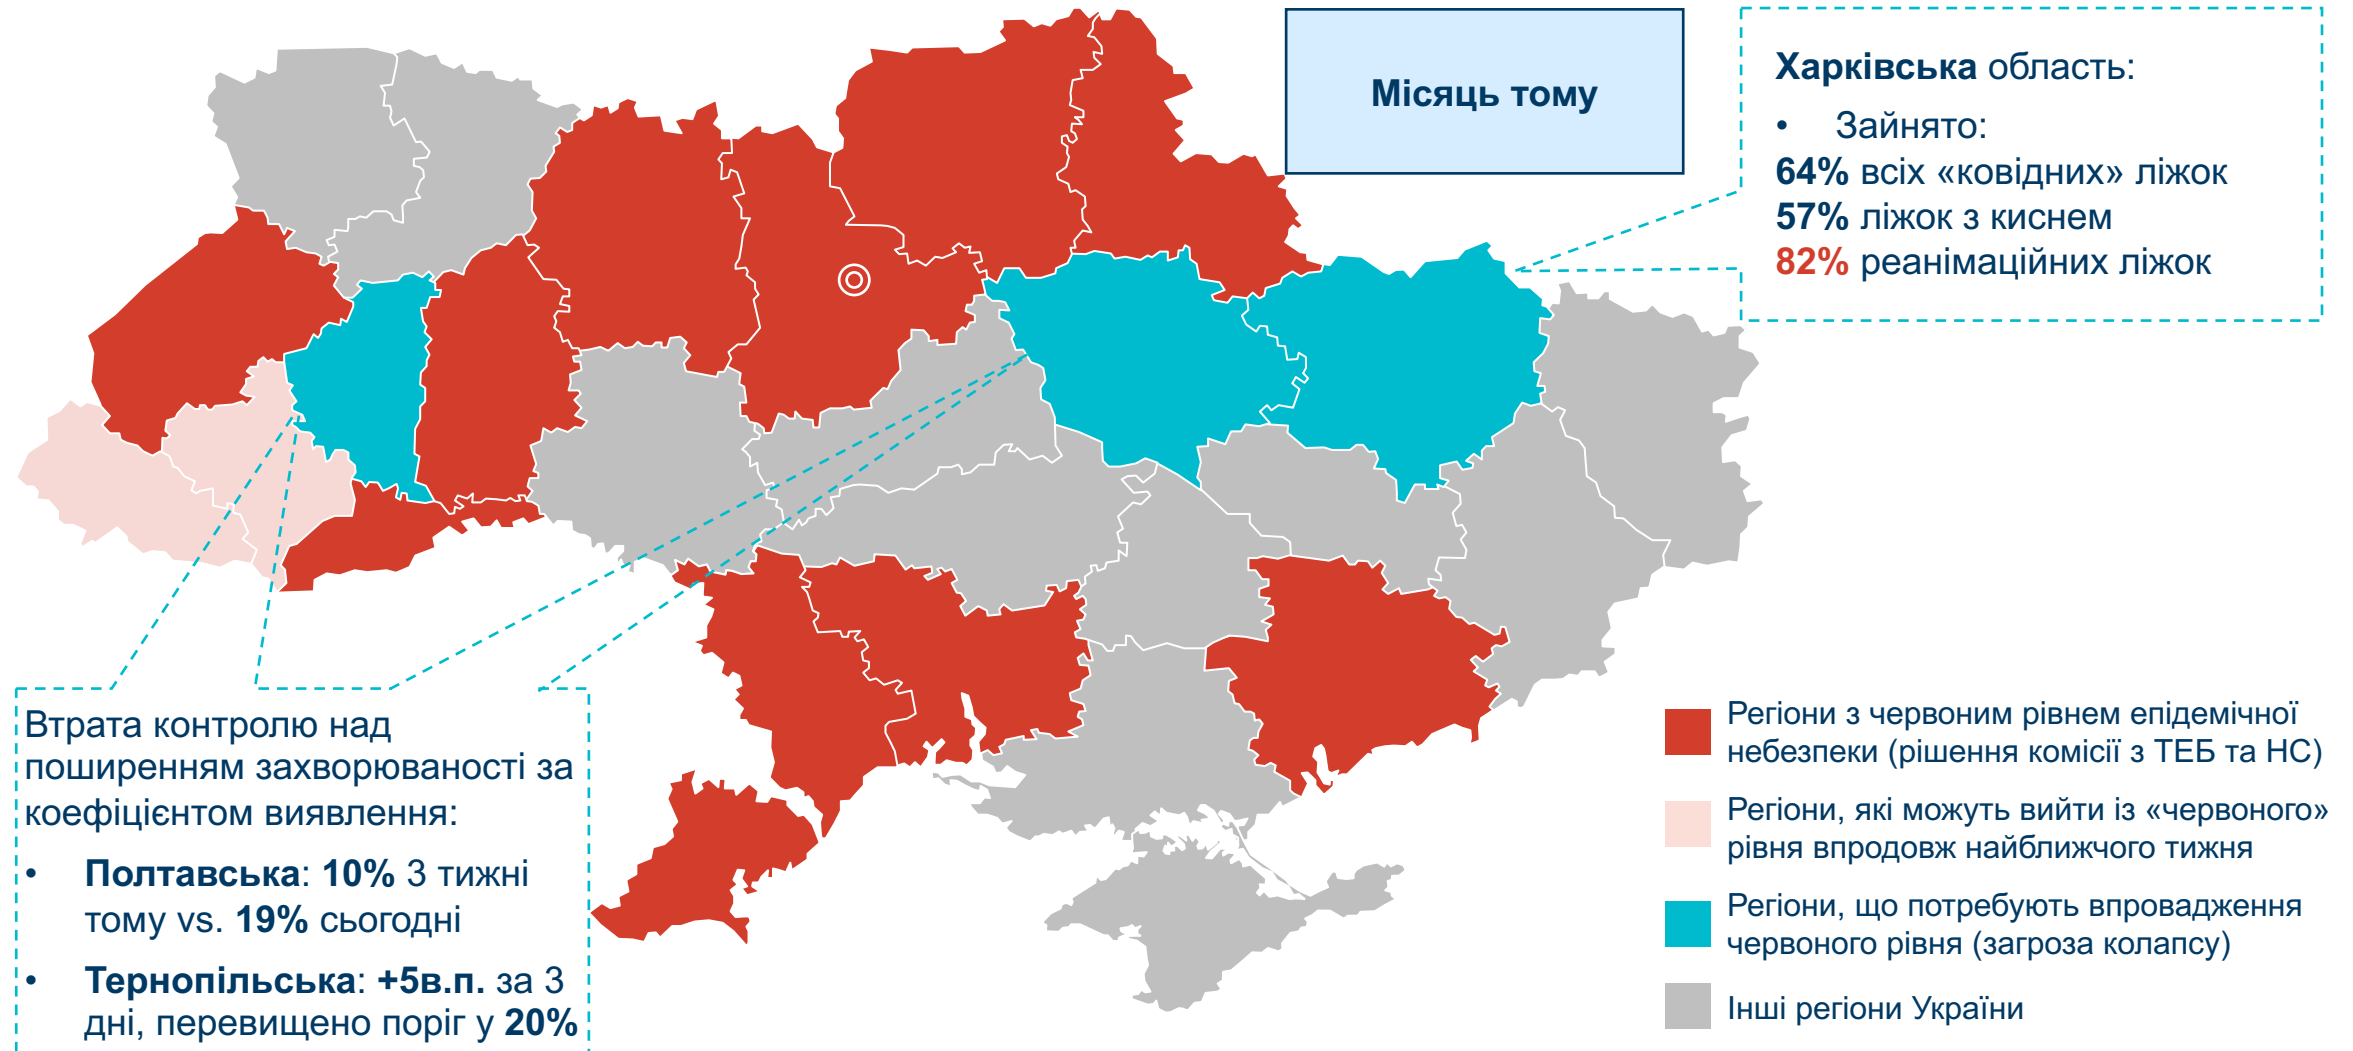 Місяць тому
Харківська область:
• Зайнято:
64% всіх «ковідних» ліжок
57% ліжок з киснем
82% реанімаційних ліжок
Втрата контролю над
поширенням захворюваності за
коефіцієнтом виявлення:
• Полтавська: 10% 3 тижні
тому vs. 19% сьогодні
• Тернопільська: +5в.п. за 3
дні, перевищено поріг у 20%
Регіони з червоним рівнем епідемічної
небезпеки (рішення комісії з ТЕБ та НС)
Регіони, які можуть вийти із «червоного»
рівня впродовж найближчого тижня
Регіони, що потребують впровадження
червоного рівня (загроза колапсу)
Інші регіони України